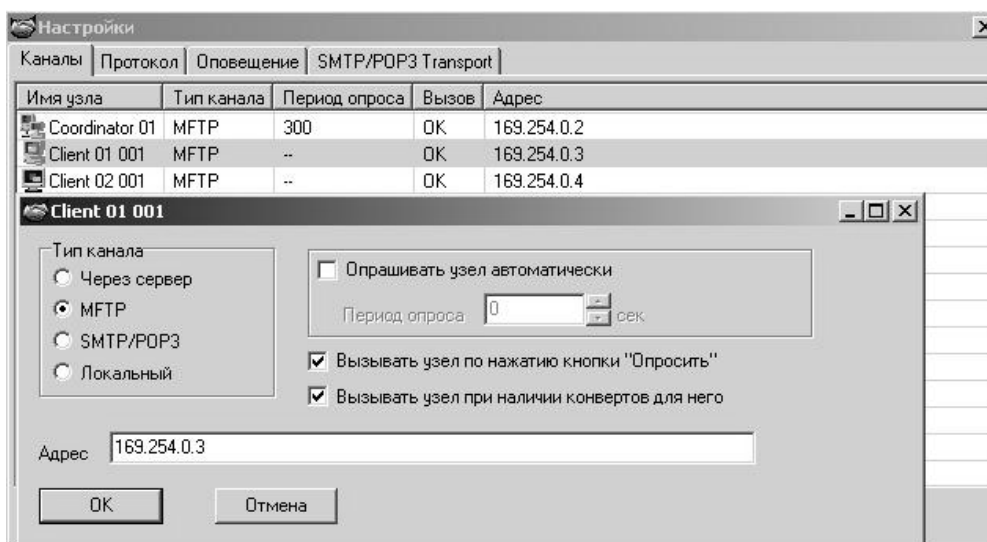 Настройки
Каналы Протокол Оповещение SMTP/POP3 Transport
Имя узла Тип канала Период опроса Вызов Адрес
Coordinator 01 MFTP 300 OK 169.254.0.2
Client 01 001 MFTP -- OK 169.254.0.3
Client 02 001 MFTP -- OK 169.254.0.4
Client 01 001
Тип канала
Через сервер
MFTP
SMTP/POP3
Локальный
Опрашивать узел автоматически
Период опроса 0 сек
Вызывать узел по нажатию кнопки "Опросить"
Вызывать узел при наличии конвертов для него
Адрес 169.254.0.3
OK Отмена